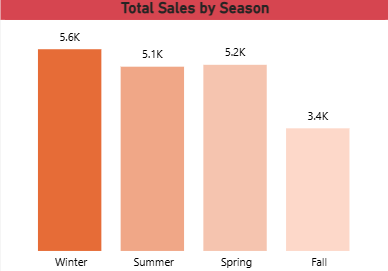 Total Sales by Season
5.6K
5.1K
5.2K
3.4K
Winter
Summer
Spring
Fall